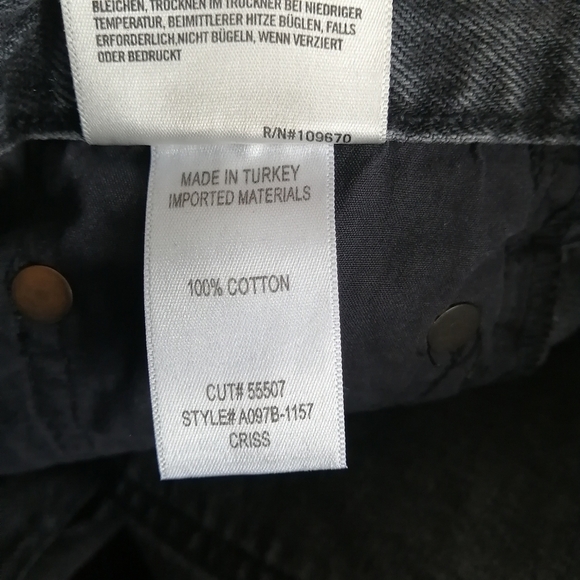 BLEICHEN, TROCKNEN IM TROCKNER BEI NIEDRIGER
TEMPERATUR, BEIMITTLERER HITZE BÜGLEN, FALLS
ERFORDERLICH,NICHT BÜGELN, WENN VERZIERT
ODER BEDRUCKT
R/N#109670
MADE IN TURKEY
IMPORTED MATERIALS
100% COTTON
CUT# 55507
STYLE# A097B-1157
CRISS